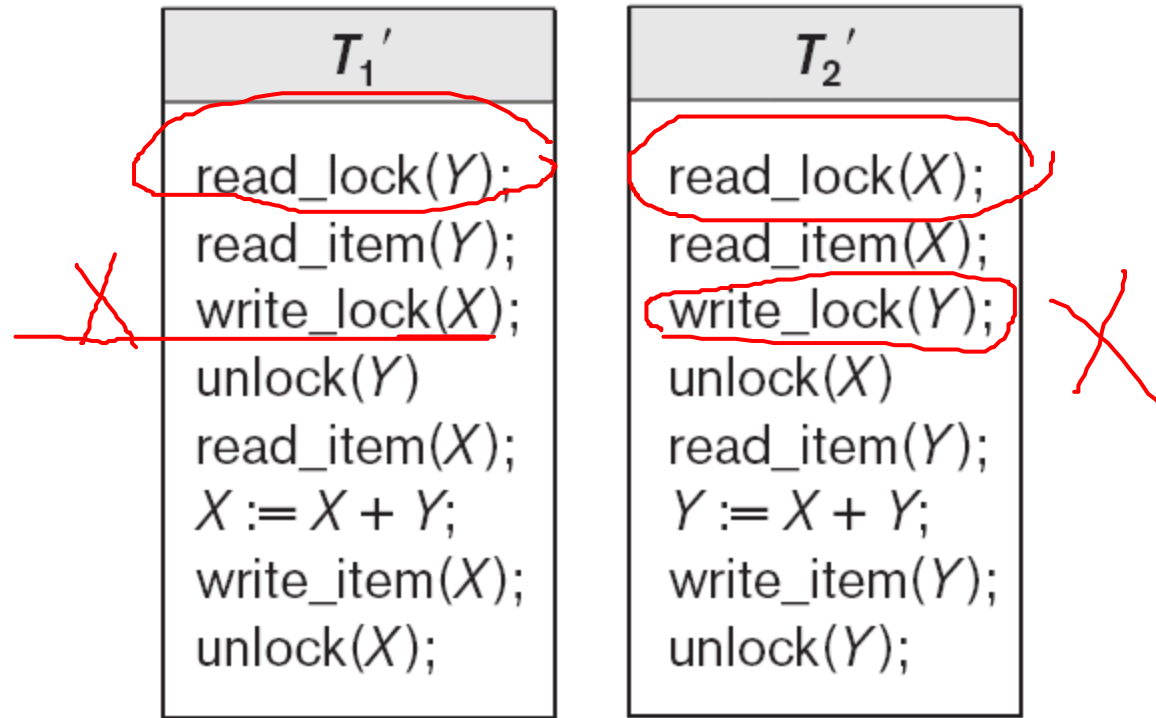 T₁′
read_lock(Y);
read_item(Y);
write_lock(X);
unlock(Y)
read_item(X);
X := X + Y;
write_item(X);
unlock(X);
T₂′
read_lock(X);
read_item(X);
write_lock(Y);
unlock(X)
read_item(Y);
Y := X + Y;
write_item(Y);
unlock(Y);